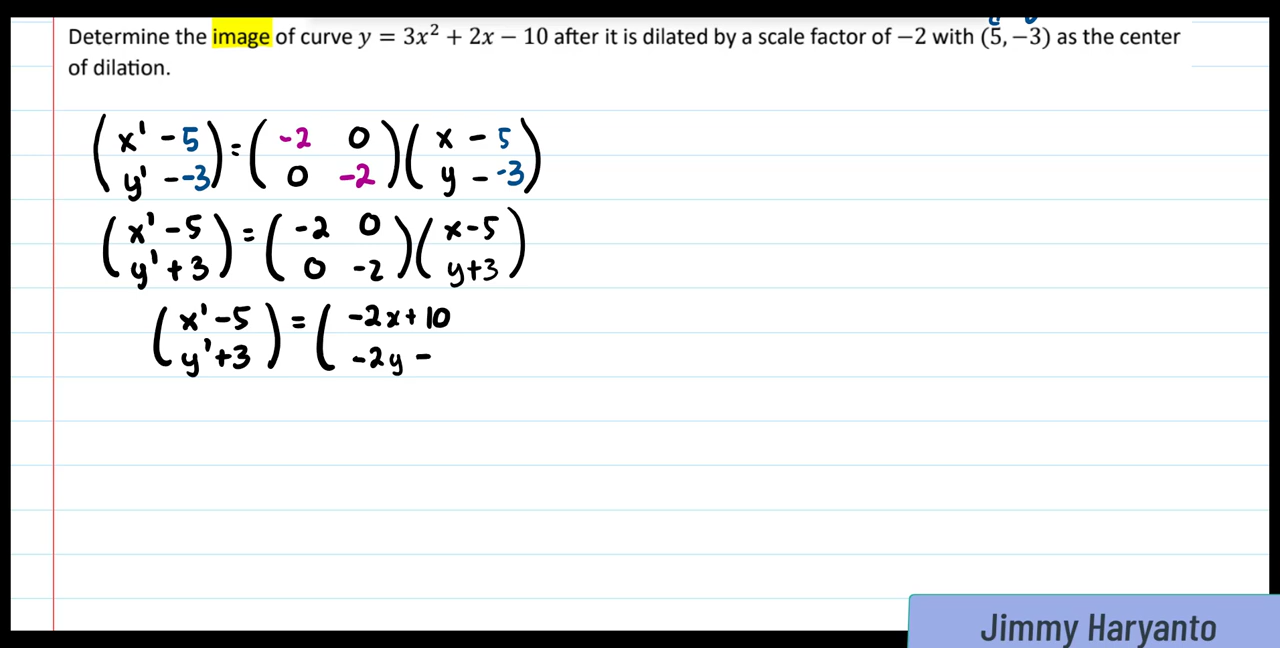 Determine the image of curve y = 3x² + 2x − 10 after it is dilated by a scale factor of −2 with (5, −3) as the center
of dilation.
(x' - 5
y' - -3) = (-2 0
0 -2)(x - 5
y - -3)
(x' - 5
y' + 3) = (-2 0
0 -2)(x - 5
y + 3)
(x' - 5
y' + 3) = (-2x + 10
-2y -
Jimmy Haryanto